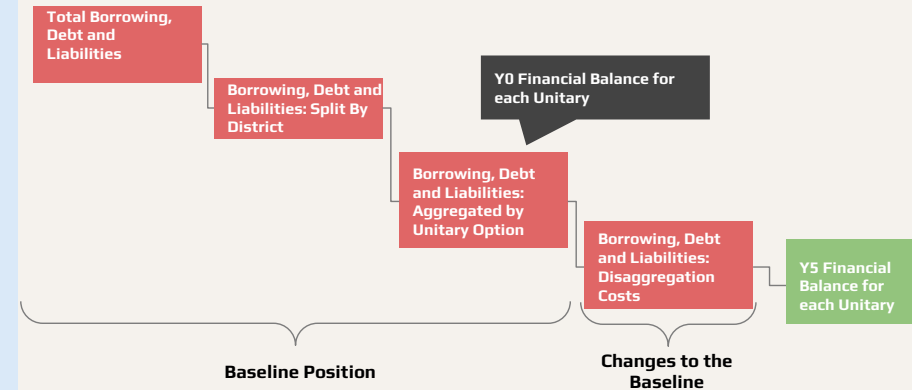 Total Borrowing,
Debt and
Liabilities
Borrowing, Debt and
Liabilities: Split By
District
Y0 Financial Balance for
each Unitary
Borrowing, Debt
and Liabilities:
Aggregated by
Unitary Option
Borrowing, Debt
and Liabilities:
Disaggregation
Costs
Y5 Financial
Balance for
each Unitary
Baseline Position
Changes to the
Baseline